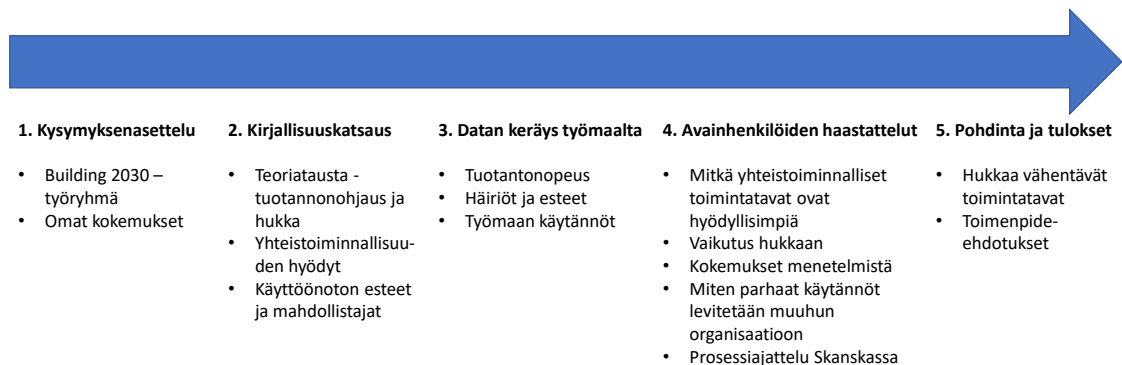 1. Kysymyksenasettelu
• Building 2030 –
työryhmä
• Omat kokemukset
2. Kirjallisuuskatsaus
• Teoriatausta -
tuotannonohjaus ja
hukka
• Yhteistoiminnallisuu-
den hyödyt
• Käyttöönoton esteet
ja mahdollistajat
3. Datan keräys työmaalta
• Tuotantonopeus
• Häiriöt ja esteet
• Työmaan käytännöt
4. Avainhenkilöiden haastattelut
• Mitkä yhteistoiminnalliset
toimintatavat ovat
hyödyllisimpiä
• Vaikutus hukkaan
• Kokemukset menetelmistä
• Miten parhaat käytännöt
levitetään muuhun
organisaatioon
• Prosessiajattelu Skanskassa
5. Pohdinta ja tulokset
• Hukkaa vähentävät
toimintatavat
• Toimenpide-
ehdotukset